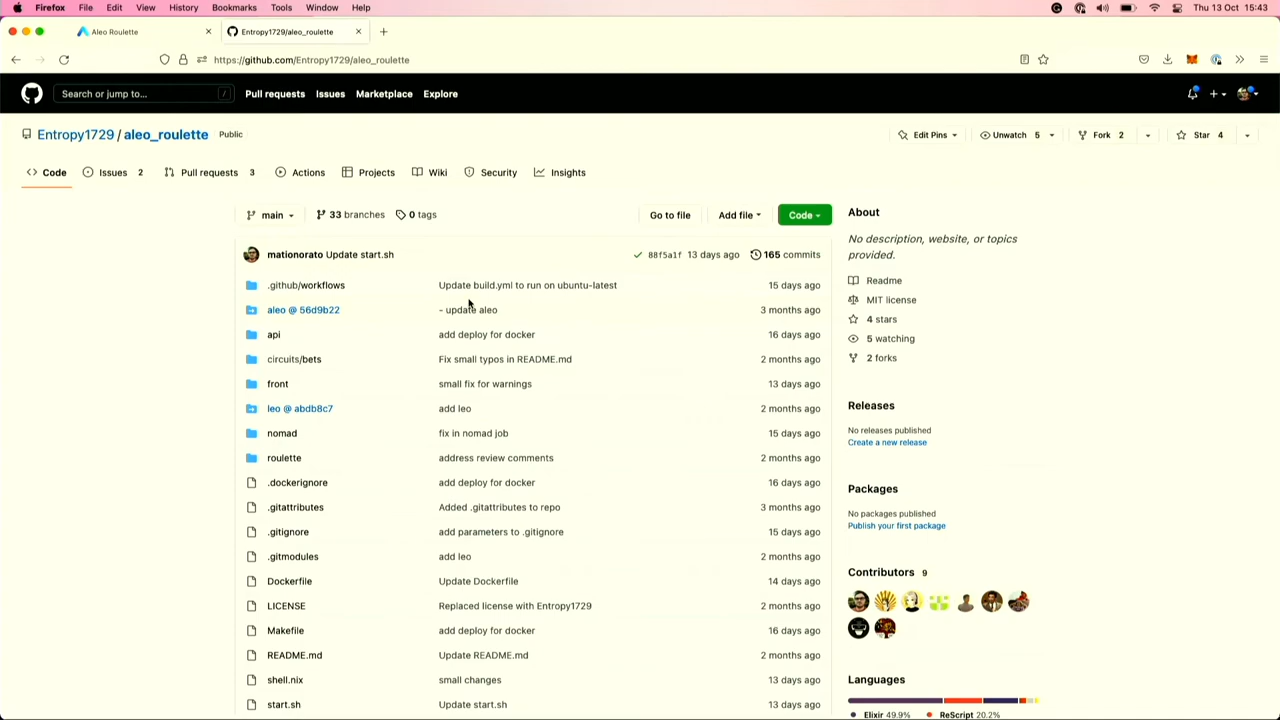 Firefox File Edit View History Bookmarks Tools Window Help Thu 13 Oct 15:43
Aleo Roulette
Entropy1729/aleo_roulette
https://github.com/Entropy1729/aleo_roulette
Search or jump to... / Pull requests Issues Marketplace Explore
Entropy1729 / aleo_roulette Public
Edit Pins Unwatch 5 Fork 2 Star 4
Code Issues 2 Pull requests 3 Actions Projects Wiki Security Insights
main 33 branches 0 tags Go to file Add file Code
mationorato Update start.sh 88f5a1f 13 days ago 165 commits
.github/workflows Update build.yml to run on ubuntu-latest 15 days ago
aleo @ 56d9b22 - update aleo 3 months ago
api add deploy for docker 16 days ago
circuits/bets Fix small typos in README.md 2 months ago
front small fix for warnings 13 days ago
leo @ abdb8c7 add leo 2 months ago
nomad fix in nomad job 15 days ago
roulette address review comments 2 months ago
.dockerignore add deploy for docker 16 days ago
.gitattributes Added .gitattributes to repo 3 months ago
.gitignore add parameters to .gitignore 15 days ago
.gitmodules add leo 2 months ago
Dockerfile Update Dockerfile 14 days ago
LICENSE Replaced license with Entropy1729 2 months ago
Makefile add deploy for docker 16 days ago
README.md Update README.md 2 months ago
shell.nix small changes 13 days ago
start.sh Update start.sh 13 days ago
About
No description, website, or topics
provided.
Readme
MIT license
4 stars
5 watching
2 forks
Releases
No releases published
Create a new release
Packages
No packages published
Publish your first package
Contributors 9
Languages
Elixir 49.9% ReScript 20.2%